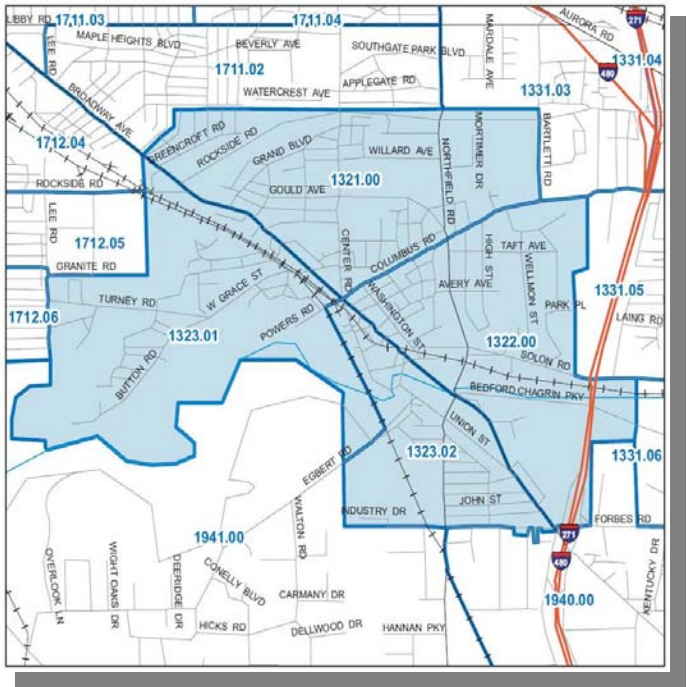 LIBBY RD
1711.03
1711.04
271
AURORA RD
LEE RD
MAPLE HEIGHTS BLVD
BEVERLY AVE
SOUTHGATE PARK BLVD
MARDALE AVE
1331.04
1711.02
480
APPLEGATE RD
WATERCREST AVE
1331.03
BROADWAY AVE
1712.04
GREENCROFT RD
ROCKSIDE RD
GRAND BLVD
WILLARD AVE
NORTHFIELD RD
MORTIMER DR
BARTLETT RD
ROCKSIDE RD
1321.00
GOULD AVE
LEE RD
1712.05
CENTER RD
COLUMBUS RD
HIGH ST
TAFT AVE
WELLMON ST
GRANITE RD
W GRACE ST
WASHINGTON ST
AVERY AVE
1331.05
TURNEY RD
PARK PL
1712.06
POWERS RD
LAING RD
1323.01
1322.00
BUTTON RD
SOLON RD
BEDFORD CHAGRIN PKY
UNION ST
1323.02
1331.06
EGBERT RD
JOHN ST
WALTON RD
INDUSTRY DR
FORBES RD
271
1941.00
480
OVERLOOK LN
WIGHT OAKS DR
DEERIDGE DR
CONELLY BLVD
CARMANY DR
1940.00
KENTUCKY DR
HICKS RD
DELLWOOD DR
HANNAN PKY